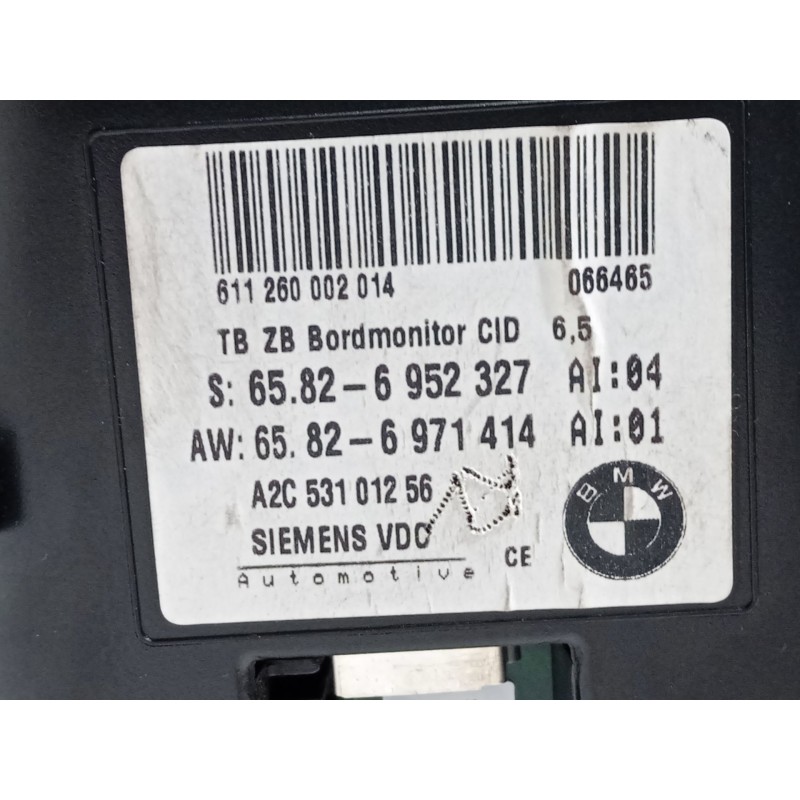 611 260 002 014 066465
TB ZB Bordmonitor CID 6,5
S: 65.82-6 952 327 AI:04
AW: 65.82-6 971 414 AI:01
A2C 531 012 56
SIEMENS VDO
Automotive CE
BMW